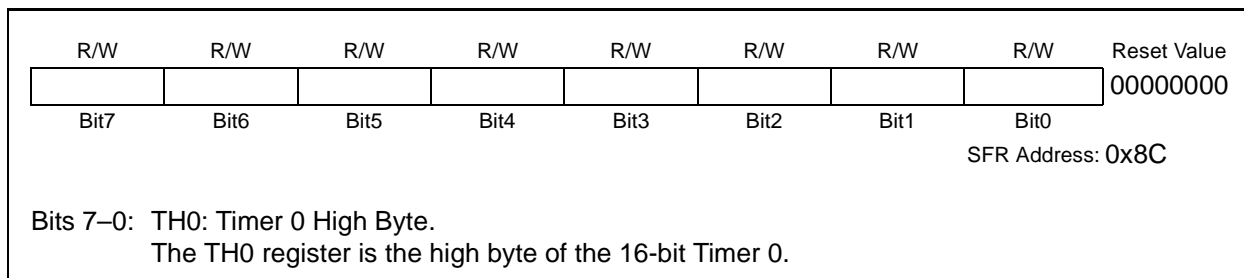 R/W R/W R/W R/W R/W R/W R/W R/W Reset Value
00000000
Bit7 Bit6 Bit5 Bit4 Bit3 Bit2 Bit1 Bit0
SFR Address: 0x8C
Bits 7–0: TH0: Timer 0 High Byte.
The TH0 register is the high byte of the 16-bit Timer 0.